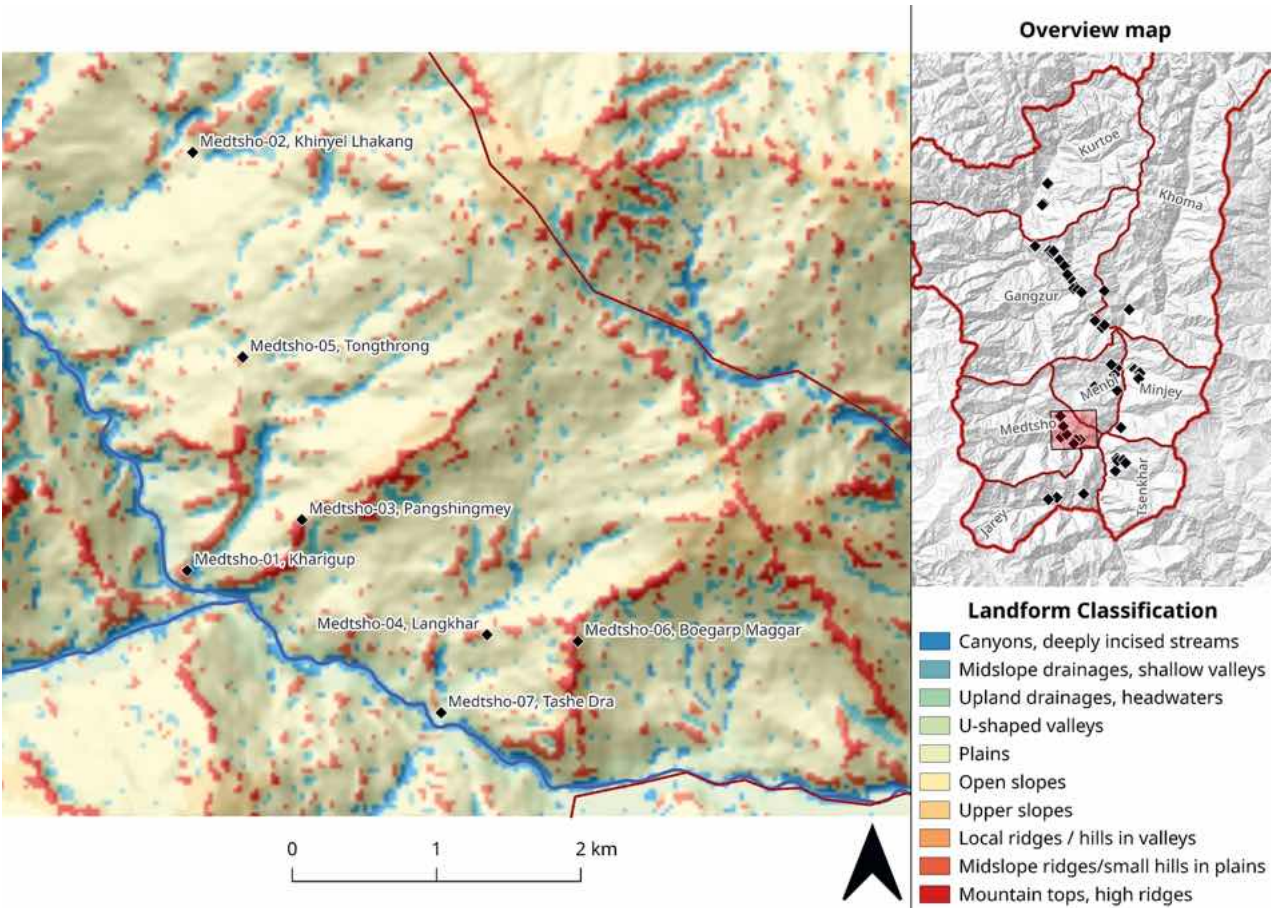 Overview map
Medtsho-02, Khinyel Lhakang
Medtsho-05, Tongthrong
Medtsho-03, Pangshingmey
Medtsho-01, Kharigup
Medtsho-04, Langkhar
Medtsho-06, Boegarp Maggar
Medtsho-07, Tashe Dra
0 1 2 km
Kurtoe
Khoma
Gangzur
Menbi
Minjey
Medtsho
Tsenkhar
Jarey
Landform Classification
Canyons, deeply incised streams
Midslope drainages, shallow valleys
Upland drainages, headwaters
U-shaped valleys
Plains
Open slopes
Upper slopes
Local ridges / hills in valleys
Midslope ridges/small hills in plains
Mountain tops, high ridges